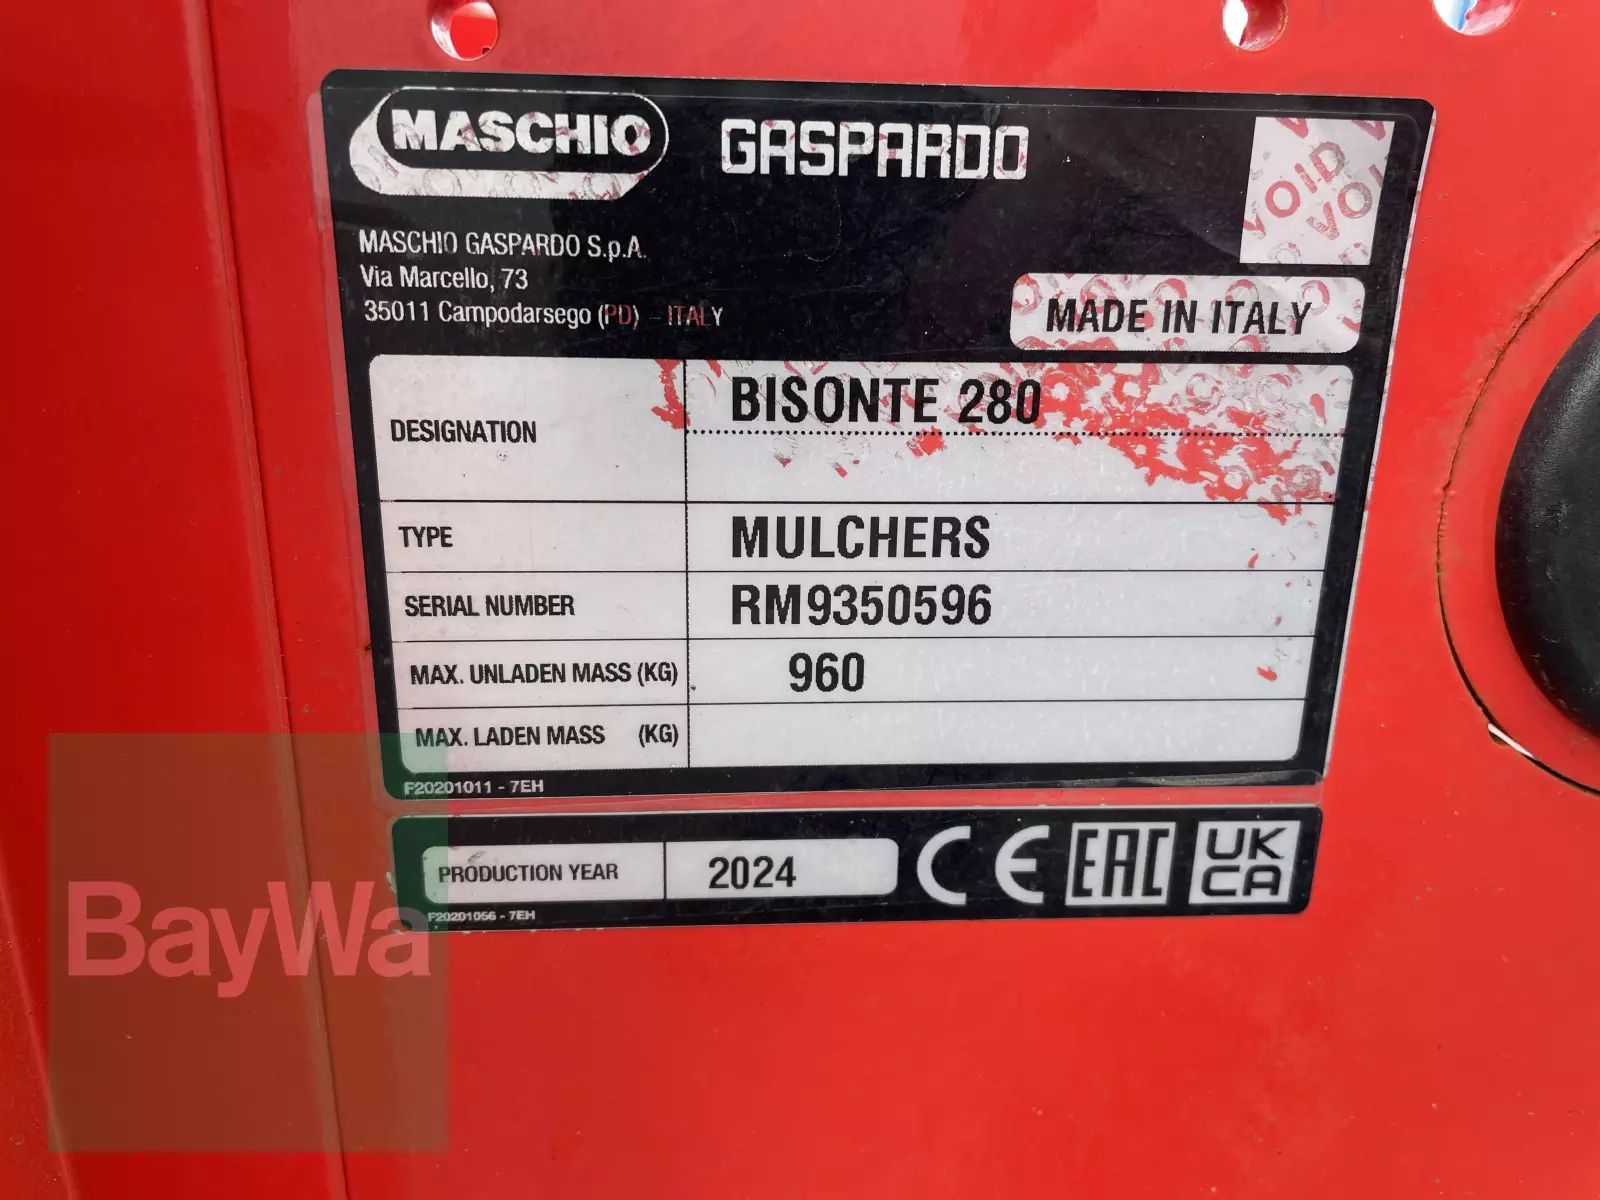 MASCHIO GASPARDO
VOID V
VOI
MASCHIO GASPARDO S.p.A.
Via Marcello, 73
35011 Campodarsego (PD) - ITALY
MADE IN ITALY
DESIGNATION BISONTE 280
TYPE MULCHERS
SERIAL NUMBER RM9350596
MAX. UNLADEN MASS (KG) 960
MAX. LADEN MASS (KG)
F20201011 - 7EH
PRODUCTION YEAR 2024 CE EAC UK CA
F20201056 - 7EH
BayWa